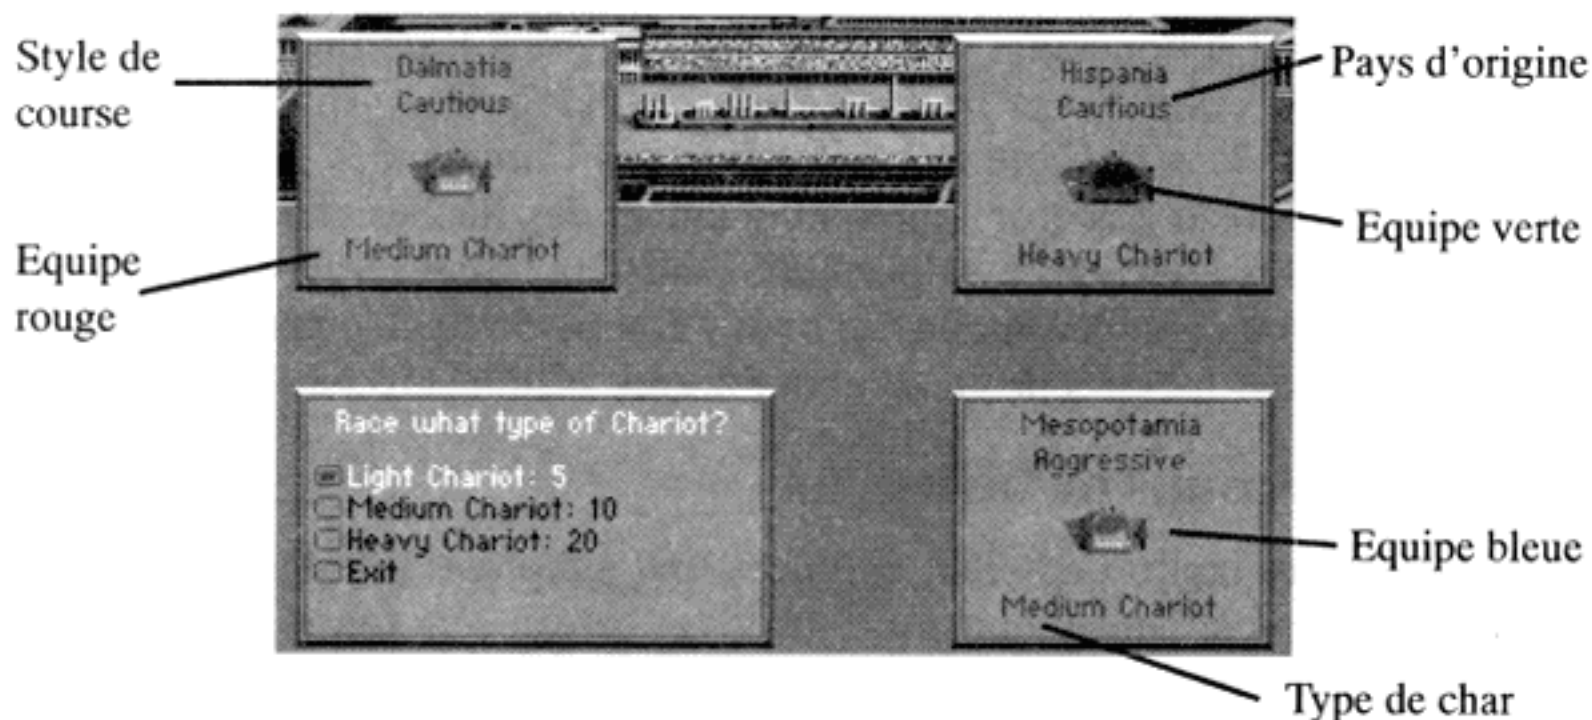 Style de
course
Dalmatia
Cautious
Medium Chariot
Equipe
rouge
Hispania
Cautious
Heavy Chariot
Pays d'origine
Equipe verte
Race what type of Chariot?
Light Chariot: 5
Medium Chariot: 10
Heavy Chariot: 20
Exit
Mesopotamia
Aggressive
Medium Chariot
Equipe bleue
Type de char